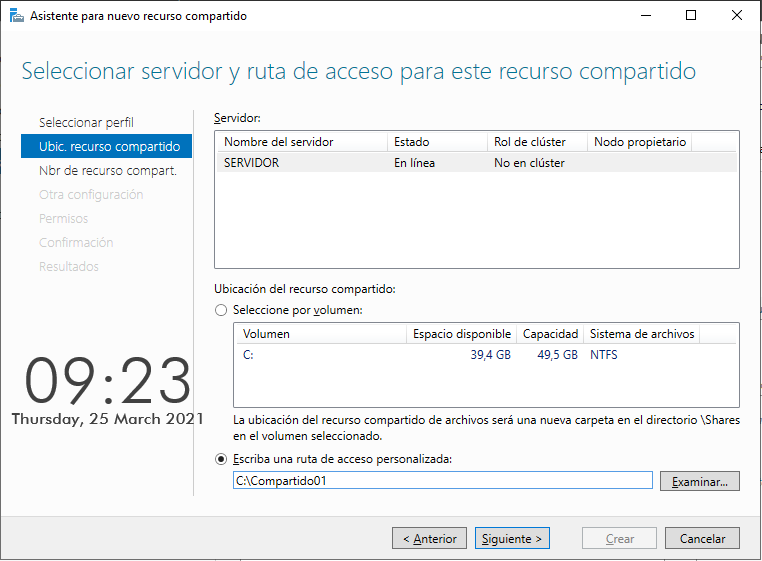 Asistente para nuevo recurso compartido
Seleccionar servidor y ruta de acceso para este recurso compartido
Seleccionar perfil
Ubic. recurso compartido
Nbr de recurso compart.
Otra configuración
Permisos
Confirmación
Resultados
09:23
Thursday, 25 March 2021
Servidor:
Nombre del servidor Estado Rol de clúster Nodo propietario
SERVIDOR En línea No en clúster
Ubicación del recurso compartido:
Seleccione por volumen:
Volumen Espacio disponible Capacidad Sistema de archivos
C: 39,4 GB 49,5 GB NTFS
La ubicación del recurso compartido de archivos será una nueva carpeta en el directorio \Shares
en el volumen seleccionado.
Escriba una ruta de acceso personalizada:
C:\Compartido01
Examinar...
< Anterior Siguiente > Crear Cancelar